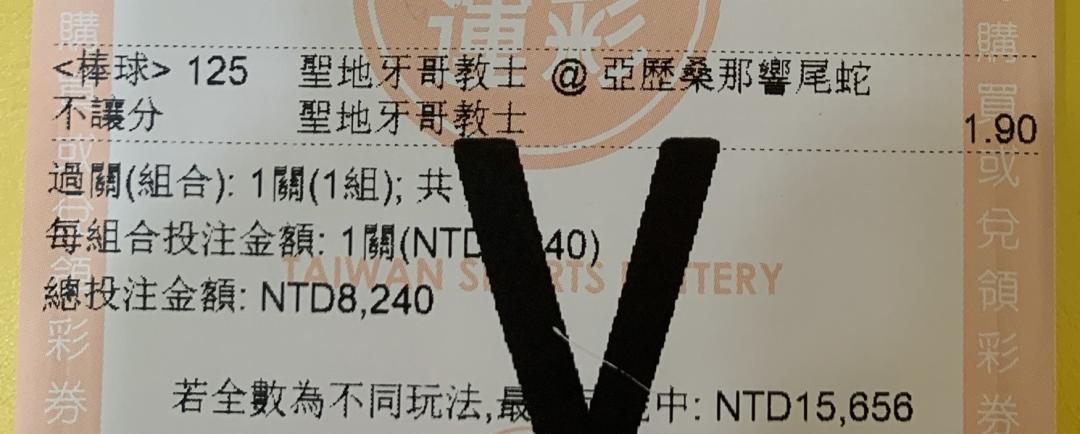 運彩
<棒球> 125 聖地牙哥教士 @ 亞歷桑那響尾蛇
不讓分 聖地牙哥教士 1.90
過關(組合): 1關(1組); 共
每組合投注金額: 1關(NTD 40)
TAIWAN S RTS TTERY
總投注金額: NTD8,240
若全數為不同玩法,最 中: NTD15,656
購 或 領彩券
購買或兌領彩券